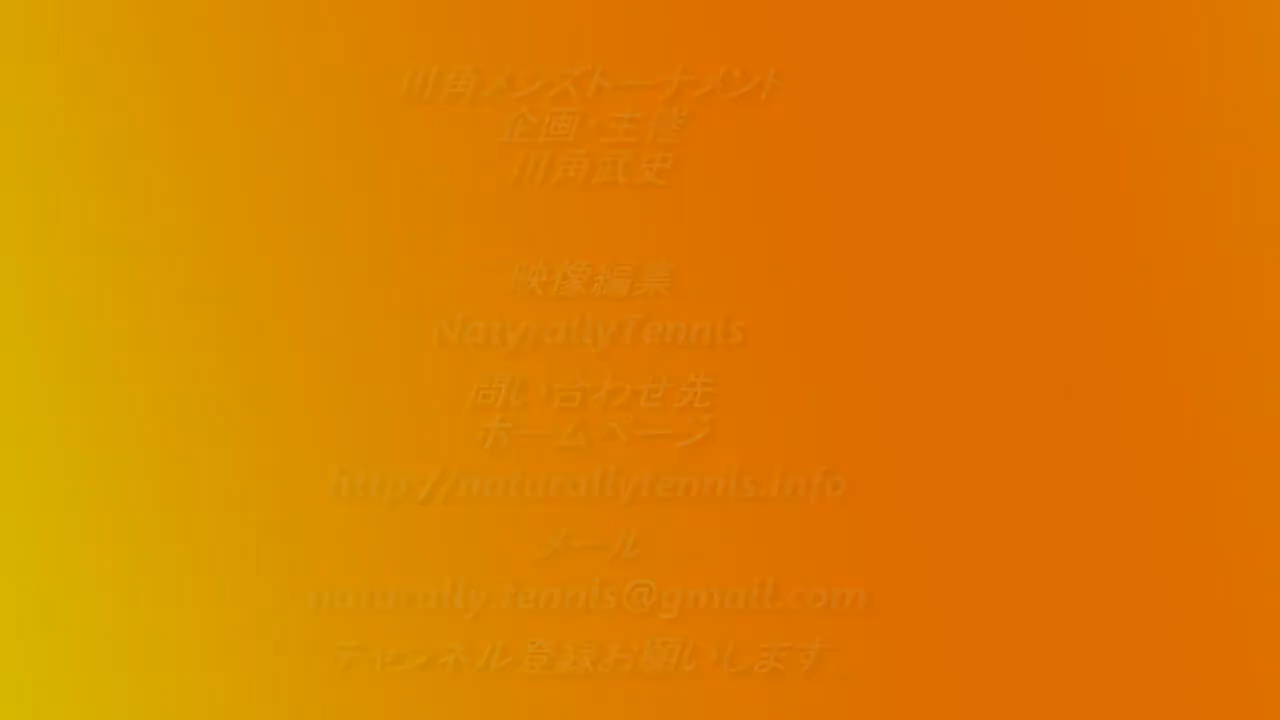 川角メンズトーナメント
企画・主催
川角武史
映像編集
NaturallyTennis
問い合わせ先
ホームページ
http://naturallytennis.info
メール
naturally.tennis@gmail.com
チャンネル登録お願いします